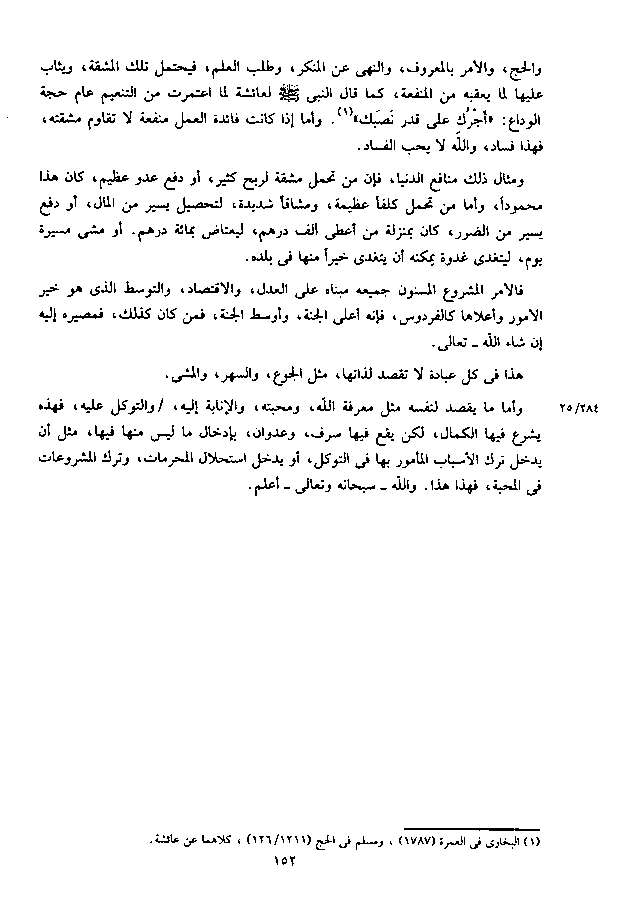 والحج، والأمر بالمعروف، والنهى عن المنكر، وطلب العلم، فيحتمل تلك المشقة، ويثاب
عليها لما يعقبه من المنفعة، كما قال النبى ﷺ لعائشة لما اعتمرت من التنعيم عام حجة
الوداع: «أجْرُك على قدر نَصَبك»(١). وأما إذا كانت فائدة العمل منفعة لا تقاوم مشقته،
فهذا فساد، والله لا يحب الفساد.
ومثال ذلك منافع الدنيا، فإن من تحمل مشقة لربح كثير، أو دفع عدو عظيم، كان هذا
محموداً، وأما من تحمل كلفاً عظيمة، ومشاقاً شديدة، لتحصيل يسير من المال، أو دفع
يسير من الضرر، كان بمنزلة من أعطى ألف درهم، ليعتاض بمائة درهم. أو مشى مسيرة
يوم، ليتغدى غدوة يمكنه أن يتغدى خيراً منها فى بلده.
فالأمر المشروع المسنون جميعه مبناه على العدل، والاقتصاد، والتوسط الذى هو خير
الأمور وأعلاها كالفردوس، فإنه أعلى الجنة، وأوسط الجنة، فمن كان كذلك، فمصيره إليه
إن شاء الله ـ تعالى.
هذا فى كل عبادة لا تقصد لذاتها، مثل الجوع، والسهر، والمشى.
٢٥/٢٨٤ وأما ما يقصد لنفسه مثل معرفة الله، ومحبته، والإنابة إليه، /والتوكل عليه، فهذه
يشرع فيها الكمال، لكن يقع فيها سرف، وعدوان، بإدخال ما ليس منها فيها، مثل أن
يدخل ترك الأسباب المأمور بها فى التوكل، أو يدخل استحلال المحرمات، وترك المشروعات
فى المحبة، فهذا هذا. والله ـ سبحانه وتعالى ـ أعلم.
(١) البخارى فى العمرة (١٧٨٧) ، ومسلم فى الحج (١٢٦/١٢١١) ، كلاهما عن عائشة.
١٥٢